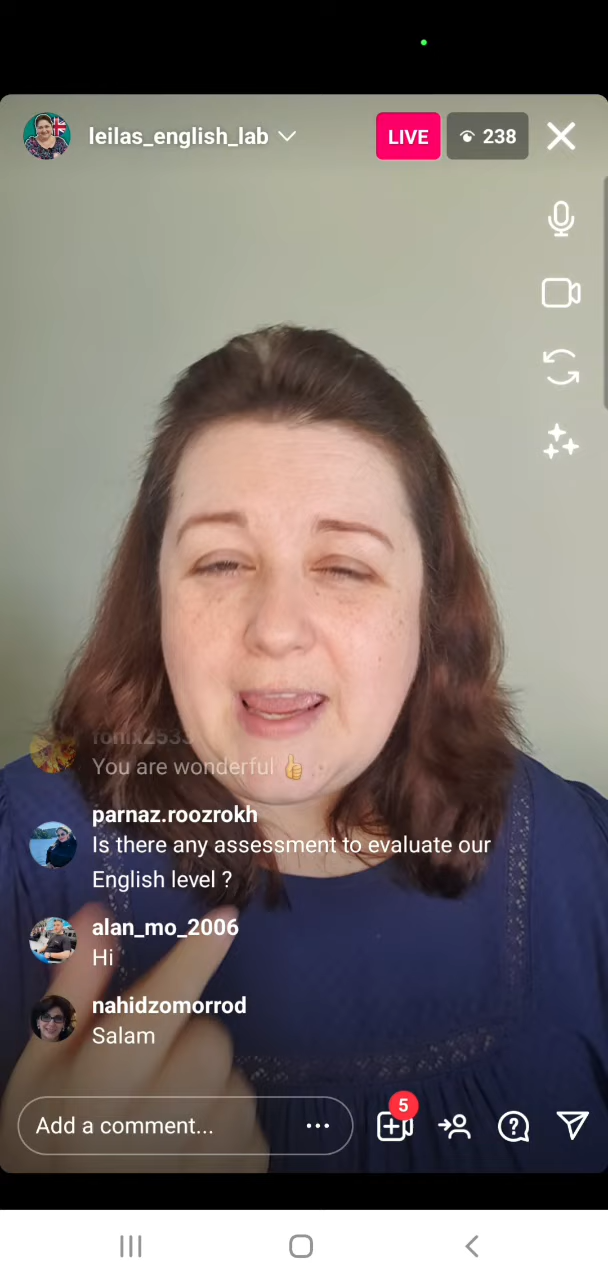 leilas_english_lab
LIVE
238
fonix2533
You are wonderful 👍
parnaz.roozrokh
Is there any assessment to evaluate our
English level ?
alan_mo_2006
Hi
nahidzomorrod
Salam
Add a comment...
5